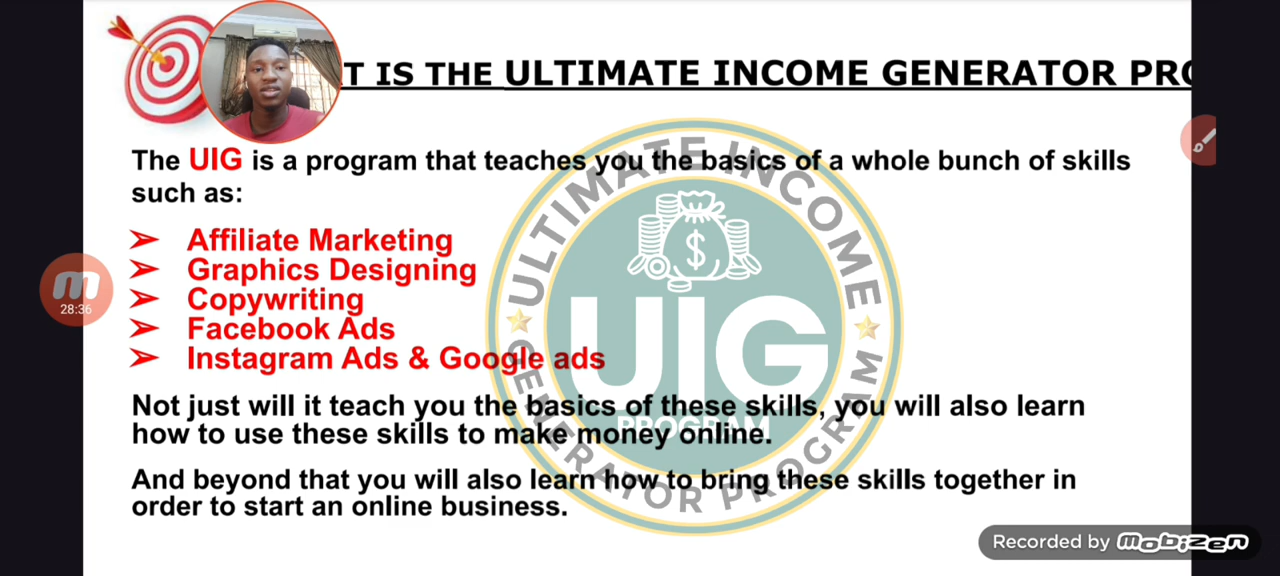 T IS THE ULTIMATE INCOME GENERATOR PRO
The UIG is a program that teaches you the basics of a whole bunch of skills
such as:
➢ Affiliate Marketing
➢ Graphics Designing
➢ Copywriting
➢ Facebook Ads
➢ Instagram Ads & Google ads
Not just will it teach you the basics of these skills, you will also learn
how to use these skills to make money online.
And beyond that you will also learn how to bring these skills together in
order to start an online business.
ULTIMATE INCOME
$
UIG
PROGRAM
GENERATOR PROGRAM
m
28:36
Recorded by mobizen